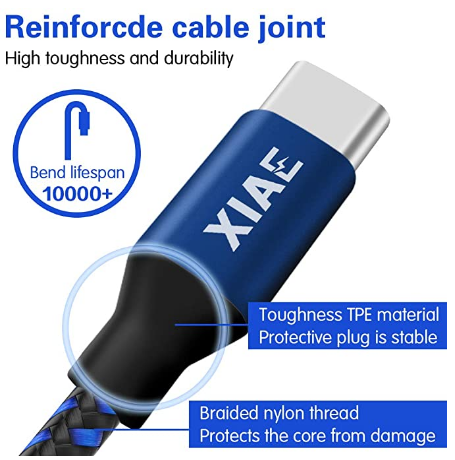 Reinforcde cable joint
High toughness and durability
Bend lifespan
10000+
XIAE
Toughness TPE material
Protective plug is stable
Braided nylon thread
Protects the core from damage